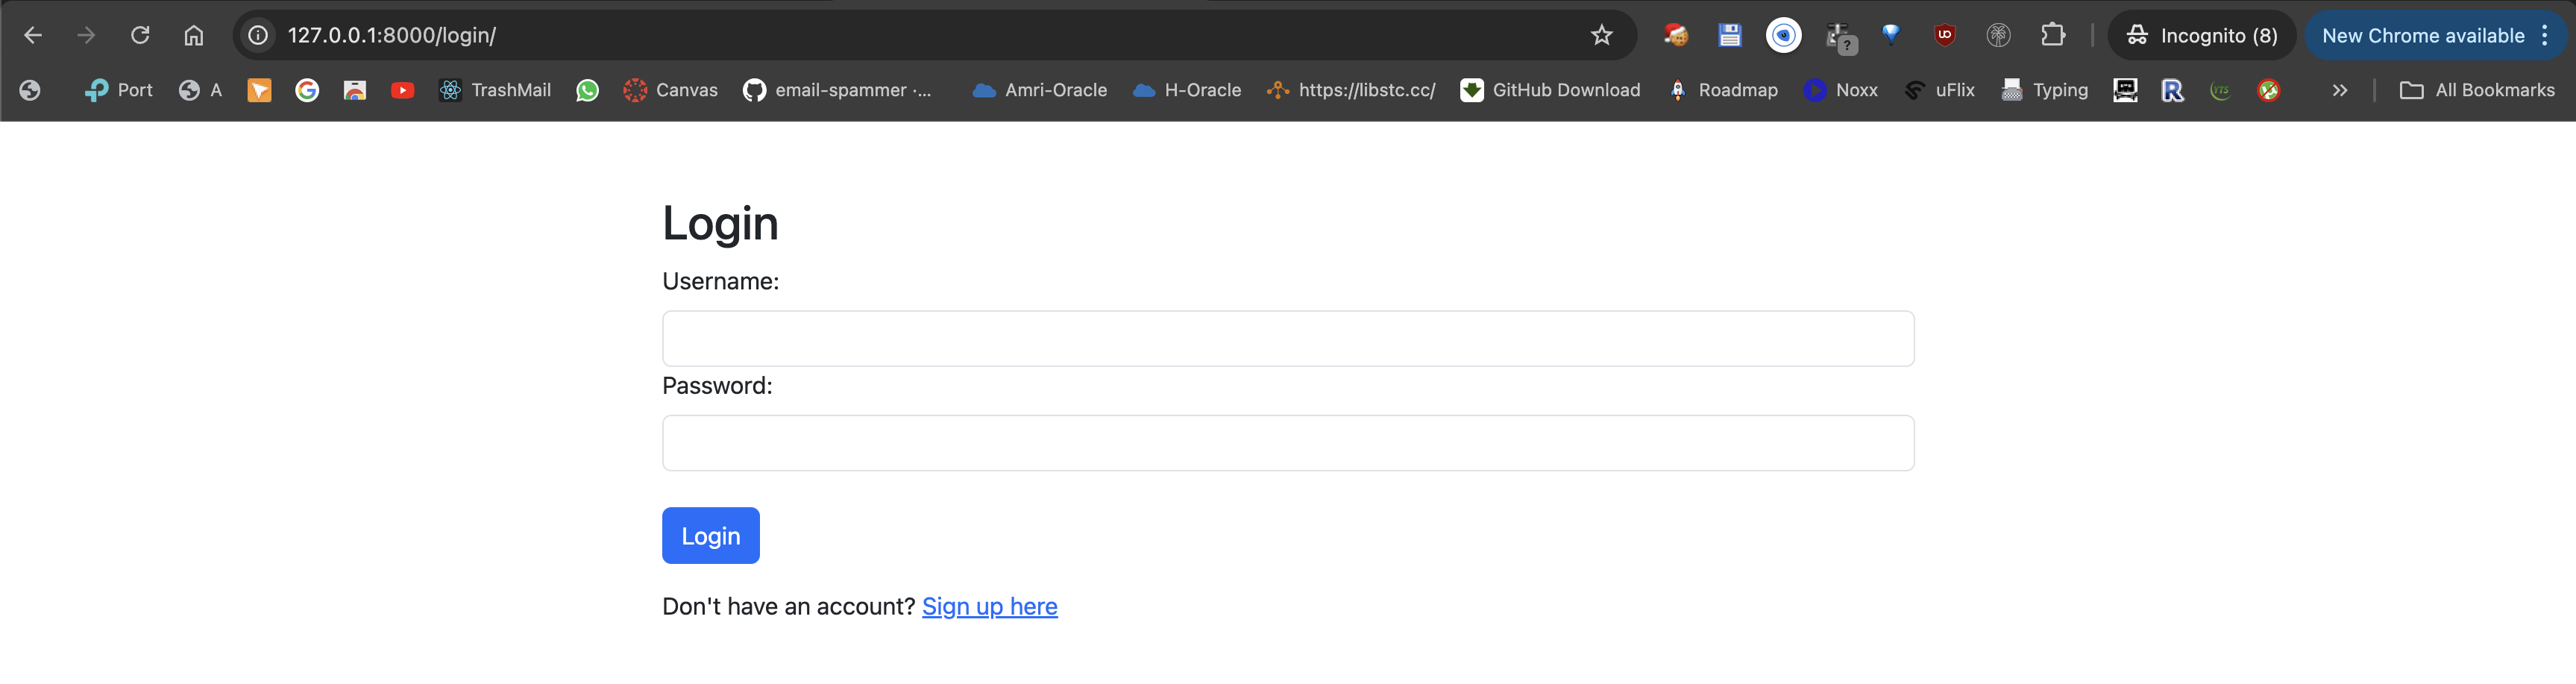 127.0.0.1:8000/login/
Incognito (8)
New Chrome available
Port
A
TrashMail
Canvas
email-spammer ·...
Amri-Oracle
H-Oracle
https://libstc.cc/
GitHub Download
Roadmap
Noxx
uFlix
Typing
All Bookmarks
Login
Username:
Password:
Login
Don't have an account? Sign up here